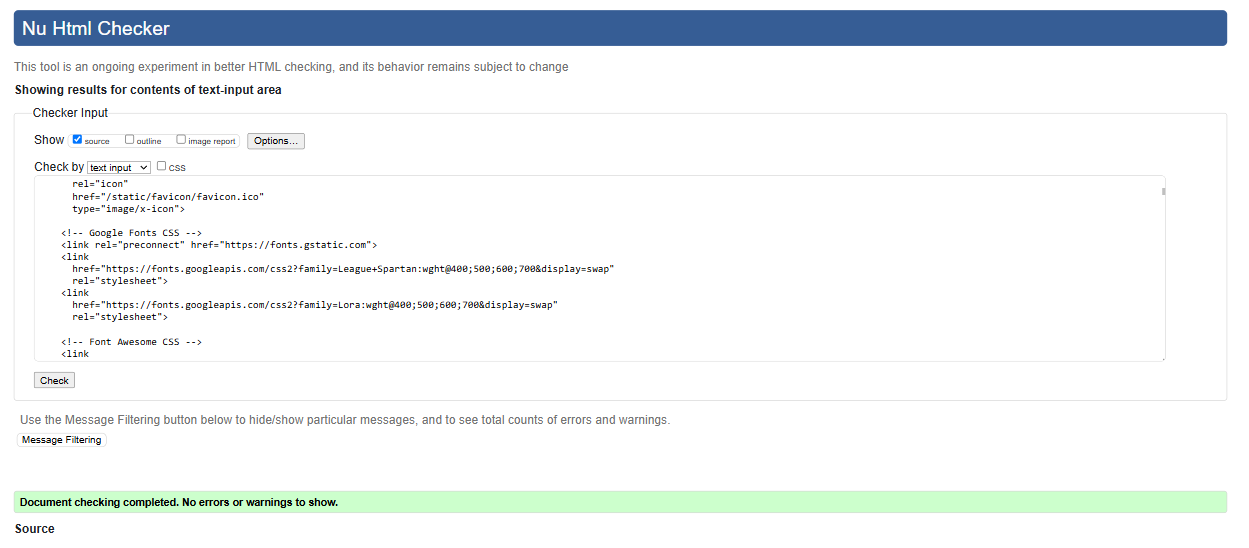 Nu Html Checker
This tool is an ongoing experiment in better HTML checking, and its behavior remains subject to change
Showing results for contents of text-input area
Checker Input
Show source outline image report Options...
Check by text input CSS
rel="icon"
href="/static/favicon/favicon.ico"
type="image/x-icon">
<!-- Google Fonts CSS -->
<link rel="preconnect" href="https://fonts.gstatic.com">
<link
href="https://fonts.googleapis.com/css2?family=League+Spartan:wght@400;500;600;700&display=swap"
rel="stylesheet">
<link
href="https://fonts.googleapis.com/css2?family=Lora:wght@400;500;600;700&display=swap"
rel="stylesheet">
<!-- Font Awesome CSS -->
<link
Check
Use the Message Filtering button below to hide/show particular messages, and to see total counts of errors and warnings.
Message Filtering
Document checking completed. No errors or warnings to show.
Source